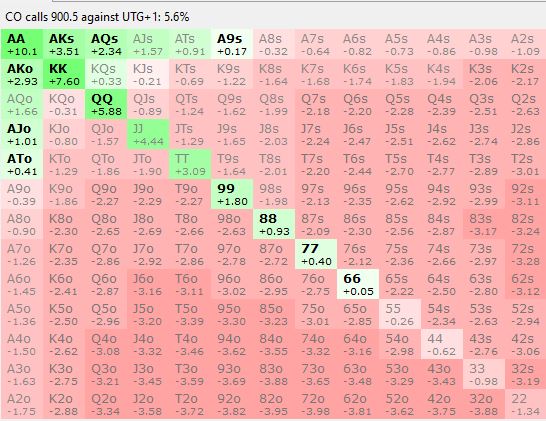 CO calls 900.5 against UTG+1: 5.6%
AA AKs AQs AJs ATs A9s A8s A7s A6s A5s A4s A3s A2s
+10.1 +3.51 +2.34 +1.57 +0.91 +0.17 -0.32 -0.64 -0.82 -0.73 -0.86 -0.98 -1.09
AKo KK KQs KJs KTs K9s K8s K7s K6s K5s K4s K3s K2s
+2.93 +7.60 +0.33 -0.21 -0.69 -1.22 -1.64 -1.68 -1.74 -1.83 -1.94 -2.06 -2.17
AQo KQo QQ QJs QTs Q9s Q8s Q7s Q6s Q5s Q4s Q3s Q2s
+1.66 -0.31 +5.88 -0.89 -1.24 -1.62 -1.99 -2.18 -2.20 -2.28 -2.39 -2.51 -2.63
AJo KJo QJo JJ JTs J9s J8s J7s J6s J5s J4s J3s J2s
+1.01 -0.80 -1.57 +4.44 -1.29 -1.65 -2.03 -2.24 -2.47 -2.51 -2.62 -2.74 -2.86
ATo KTo QTo JTo TT T9s T8s T7s T6s T5s T4s T3s T2s
+0.41 -1.29 -1.86 -1.90 +3.09 -1.64 -2.01 -2.20 -2.44 -2.70 -2.77 -2.89 -3.01
A9o K9o Q9o J9o T9o 99 98s 97s 96s 95s 94s 93s 92s
-0.39 -1.86 -2.27 -2.29 -2.27 +1.80 -1.98 -2.13 -2.35 -2.62 -2.92 -2.99 -3.11
A8o K8o Q8o J8o T8o 98o 88 87s 86s 85s 84s 83s 82s
-0.90 -2.30 -2.65 -2.69 -2.66 -2.63 +0.93 -2.09 -2.30 -2.56 -2.87 -3.17 -3.24
A7o K7o Q7o J7o T7o 97o 87o 77 76s 75s 74s 73s 72s
-1.26 -2.35 -2.86 -2.92 -2.86 -2.78 -2.72 +0.40 -2.12 -2.36 -2.66 -2.97 -3.28
A6o K6o Q6o J6o T6o 96o 86o 76o 66 65s 64s 63s 62s
-1.45 -2.41 -2.87 -3.16 -3.11 -3.02 -2.95 -2.75 +0.05 -2.22 -2.50 -2.80 -3.12
A5o K5o Q5o J5o T5o 95o 85o 75o 65o 55 54s 53s 52s
-1.36 -2.50 -2.96 -3.20 -3.39 -3.30 -3.23 -3.01 -2.85 -0.26 -2.34 -2.63 -2.94
A4o K4o Q4o J4o T4o 94o 84o 74o 64o 54o 44 43s 42s
-1.50 -2.62 -3.08 -3.32 -3.46 -3.62 -3.55 -3.32 -3.16 -2.98 -0.62 -2.76 -3.06
A3o K3o Q3o J3o T3o 93o 83o 73o 63o 53o 43o 33 32s
-1.63 -2.75 -3.21 -3.45 -3.59 -3.69 -3.88 -3.65 -3.48 -3.29 -3.43 -0.98 -3.19
A2o K2o Q2o J2o T2o 92o 82o 72o 62o 52o 42o 32o 22
-1.75 -2.88 -3.34 -3.58 -3.72 -3.82 -3.95 -3.98 -3.81 -3.62 -3.75 -3.88 -1.34